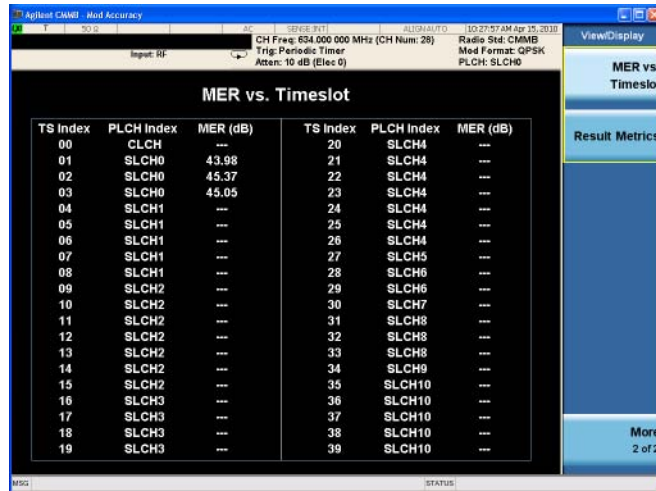 Agilent CMMB - Mod Accuracy
T 50 Ω AC SENSE:INT ALIGNAUTO 10:27:57 AM Apr 15, 2010
CH Freq: 634.000 000 MHz (CH Num: 28) Radio Std: CMMB
Input: RF Trig: Periodic Timer Mod Format: QPSK
Atten: 10 dB (Elec 0) PLCH: SLCH0
View/Display
MER vs
Timeslo
Result Metrics
MER vs. Timeslot
TS Index PLCH Index MER (dB) TS Index PLCH Index MER (dB)
00 CLCH --- 20 SLCH4 ---
01 SLCH0 43.98 21 SLCH4 ---
02 SLCH0 45.37 22 SLCH4 ---
03 SLCH0 45.05 23 SLCH4 ---
04 SLCH1 --- 24 SLCH4 ---
05 SLCH1 --- 25 SLCH4 ---
06 SLCH1 --- 26 SLCH4 ---
07 SLCH1 --- 27 SLCH5 ---
08 SLCH1 --- 28 SLCH6 ---
09 SLCH2 --- 29 SLCH6 ---
10 SLCH2 --- 30 SLCH7 ---
11 SLCH2 --- 31 SLCH8 ---
12 SLCH2 --- 32 SLCH8 ---
13 SLCH2 --- 33 SLCH8 ---
14 SLCH2 --- 34 SLCH9 ---
15 SLCH2 --- 35 SLCH10 ---
16 SLCH3 --- 36 SLCH10 ---
17 SLCH3 --- 37 SLCH10 ---
18 SLCH3 --- 38 SLCH10 ---
19 SLCH3 --- 39 SLCH10 ---
More
2 of 2
MSG STATUS